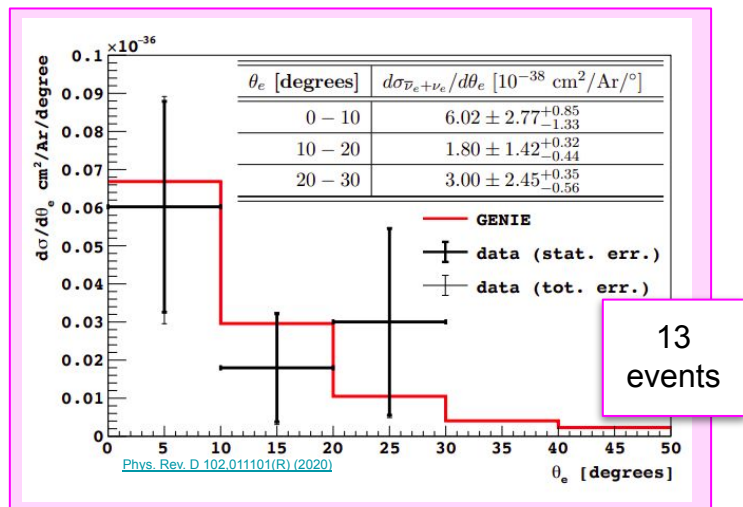 ×10⁻³⁶
0.1
0.09
0.08
0.07
0.06
0.05
0.04
0.03
0.02
0.01
0
dσ/dθₑ cm²/Ar/degree
θₑ [degrees] dσ_{ν̄ₑ+νₑ}/dθₑ [10⁻³⁸ cm²/Ar/°]
0 − 10 6.02 ± 2.77 +0.85 −1.33
10 − 20 1.80 ± 1.42 +0.32 −0.44
20 − 30 3.00 ± 2.45 +0.35 −0.56
GENIE
data (stat. err.)
data (tot. err.)
13
events
0 5 10 15 20 25 30 35 40 45 50
Phys. Rev. D 102,011101(R) (2020)
θₑ [degrees]